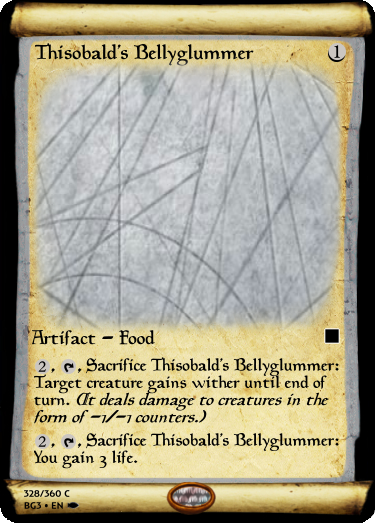 Thisobald's Bellyglummer 1
Artifact – Food
2, , Sacrifice Thisobald's Bellyglummer:
Target creature gains wither until end of
turn. (It deals damage to creatures in the
form of –1/–1 counters.)
2, , Sacrifice Thisobald's Bellyglummer:
You gain 3 life.
328/360 C
BG3 • EN